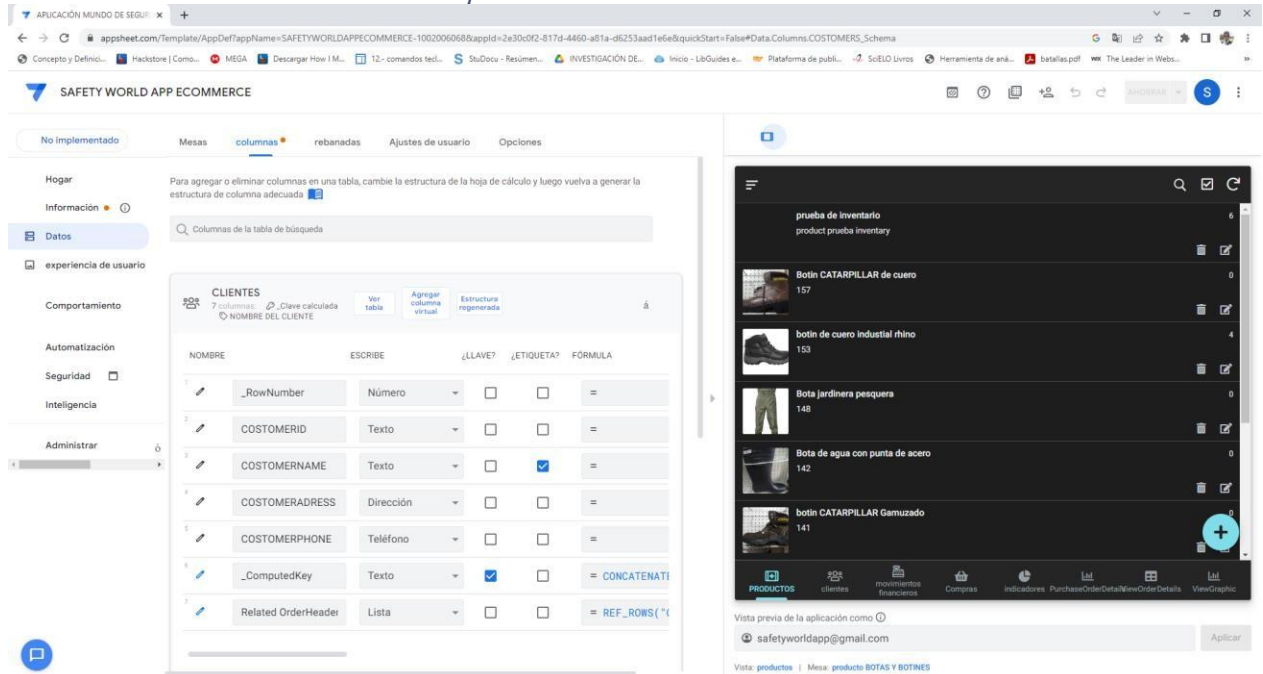 APLICACIÓN MUNDO DE SEGUR
appsheet.com/Template/AppDef?appName=SAFETYWORLDAPPECOMMERCE-1002006068&appId=2e30c0f2-817d-4460-a81a-d6253aad1e6e&quickStart=False#Data.Columns.COSTOMERS_Schema
Concepto y Definici... Hackstore | Como... MEGA Descargar How I M... 12.- comandos tecl... StuDocu - Resúmen... INVESTIGACIÓN DE... Inicio - LibGuides e... Plataforma de publi... SciELO Livros Herramienta de aná... batallas.pdf The Leader in Webs...
SAFETY WORLD APP ECOMMERCE
AHORRAR
S
No implementado
Mesas columnas rebanadas Ajustes de usuario Opciones
Hogar
Información
Datos
experiencia de usuario
Comportamiento
Automatización
Seguridad
Inteligencia
Administrar
Para agregar o eliminar columnas en una tabla, cambie la estructura de la hoja de cálculo y luego vuelva a generar la
estructura de columna adecuada
Columnas de la tabla de búsqueda
CLIENTES
7 columnas: _Clave calculada
NOMBRE DEL CLIENTE
Ver
tabla
Agregar
columna
virtual
Estructura
regenerada
á
NOMBRE ESCRIBE ¿LLAVE? ¿ETIQUETA? FÓRMULA
1 _RowNumber Número =
2 COSTOMERID Texto =
3 COSTOMERNAME Texto =
4 COSTOMERADRESS Dirección =
5 COSTOMERPHONE Teléfono =
6 _ComputedKey Texto = CONCATENATE
7 Related OrderHeader Lista = REF_ROWS("O
prueba de inventario 6
product prueba inventary
Botin CATARPILLAR de cuero 0
157
botin de cuero industial rhino 4
153
Bota jardinera pesquera 0
148
Bota de agua con punta de acero 0
142
botin CATARPILLAR Gamuzado 0
141
+
PRODUCTOS clientes movimientos
financieros Compras indicadores PurchaseOrderDetail ViewOrderDetails ViewGraphic
Vista previa de la aplicación como
safetyworldapp@gmail.com
Aplicar
Vista: productos | Mesa: producto BOTAS Y BOTINES